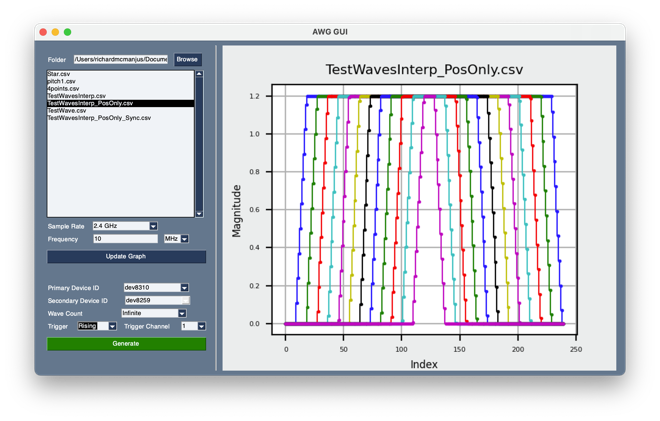 AWG GUI
Folder /Users/richardmcmanjus/Docume Browse
Star.csv
pitch1.csv
4points.csv
TestWavesInterp.csv
TestWavesInterp_PosOnly.csv
TestWave.csv
TestWavesInterp_PosOnly_Sync.csv
Sample Rate 2.4 GHz
Frequency 10 MHz
Update Graph
Primary Device ID dev8310
Secondary Device ID dev8259
Wave Count Infinite
Trigger Rising Trigger Channel 1
Generate
TestWavesInterp_PosOnly.csv
Magnitude
1.2
1.0
0.8
0.6
0.4
0.2
0.0
0 50 100 150 200 250
Index